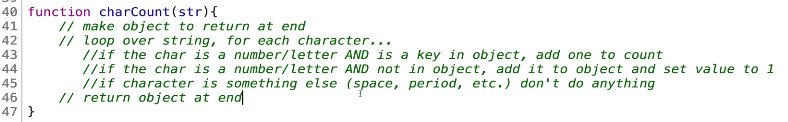 40 function charCount(str){
41     // make object to return at end
42     // loop over string, for each character...
43         //if the char is a number/letter AND is a key in object, add one to count
44         //if the char is a number/letter AND not in object, add it to object and set value to 1
45         //if character is something else (space, period, etc.) don't do anything
46     // return object at end
47 }